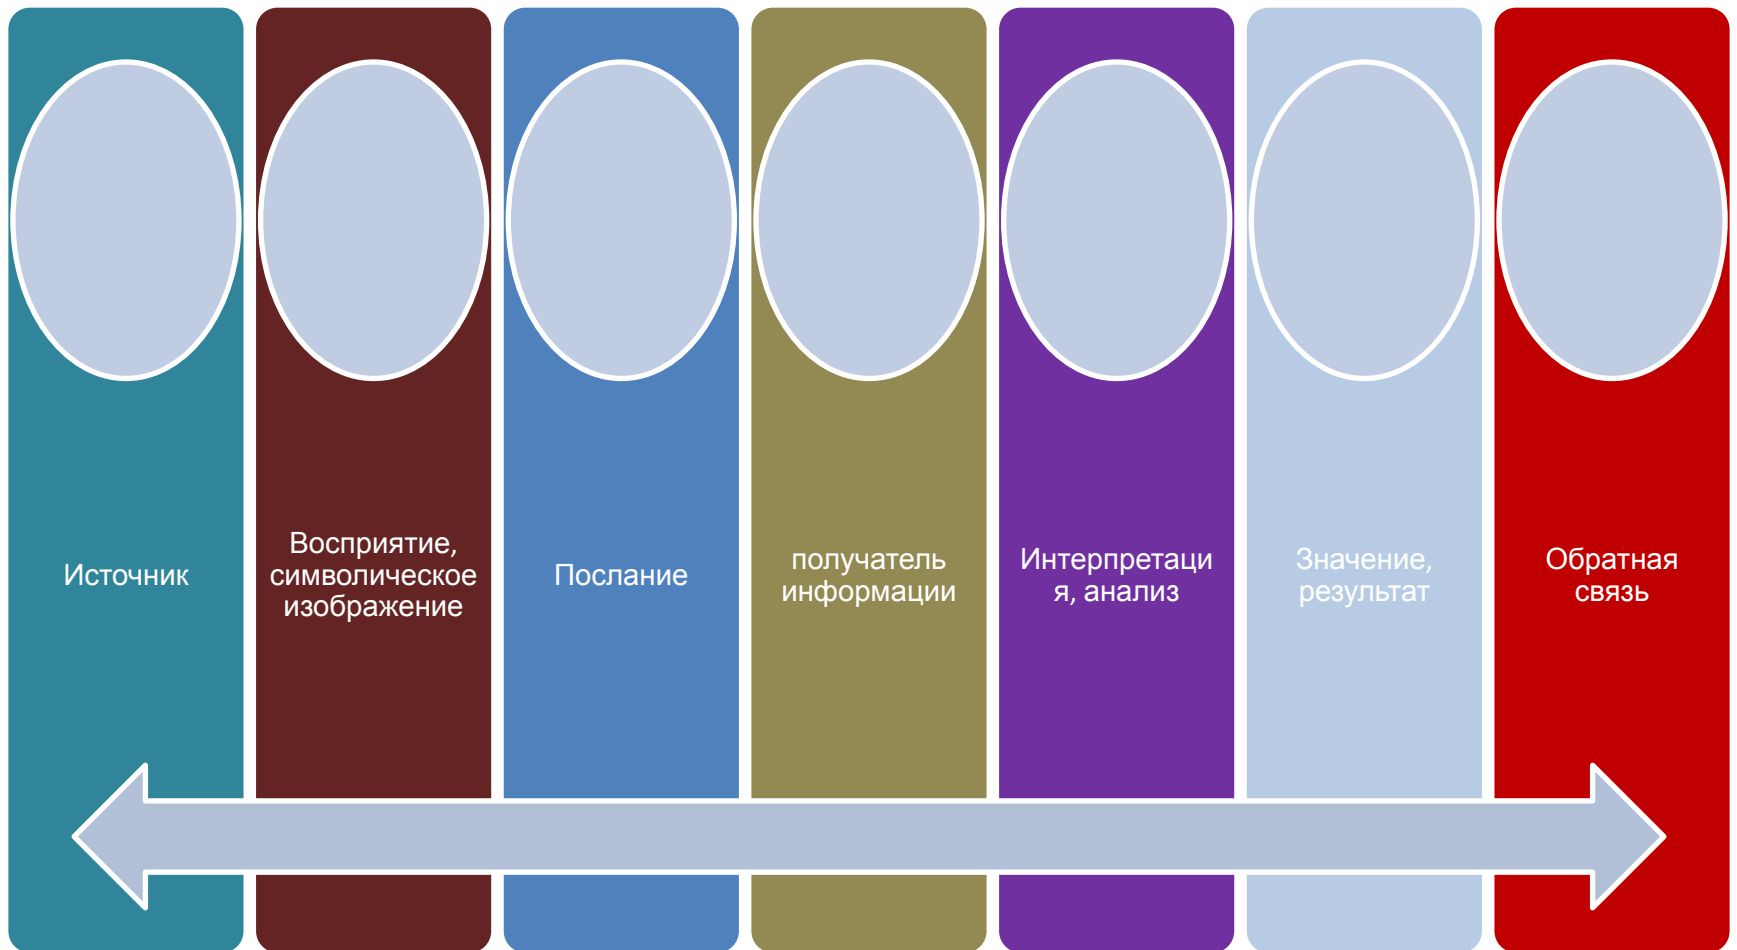 Источник
Восприятие,
символическое
изображение
Послание
получатель
информации
Интерпретаци
я, анализ
Значение,
результат
Обратная
связь